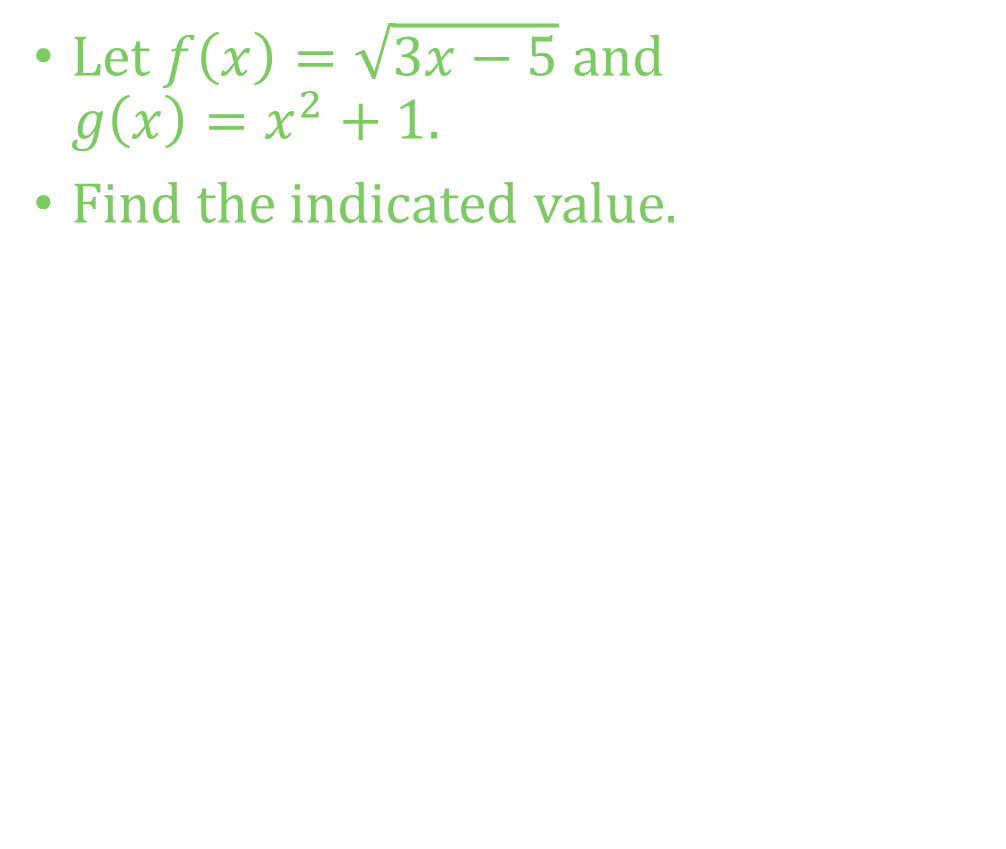 • Let 𝑓(𝑥) = √(3𝑥 − 5) and
𝑔(𝑥) = 𝑥² + 1.
• Find the indicated value.